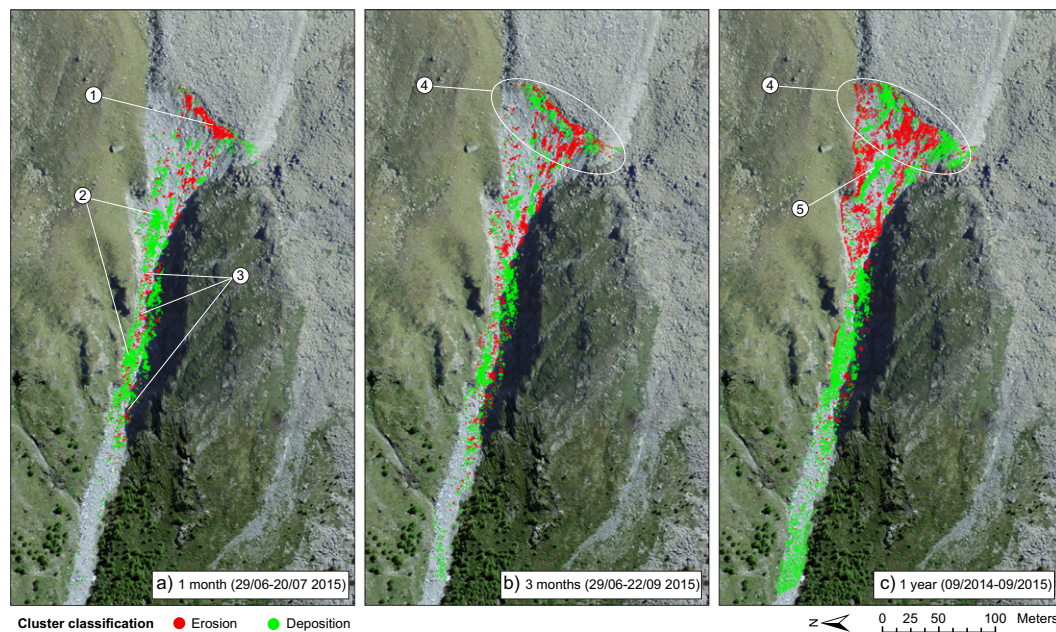 1
2
3
a) 1 month (29/06-20/07 2015)
4
b) 3 months (29/06-22/09 2015)
4
5
c) 1 year (09/2014-09/2015)
Cluster classification Erosion Deposition
N 0 25 50 100 Meters